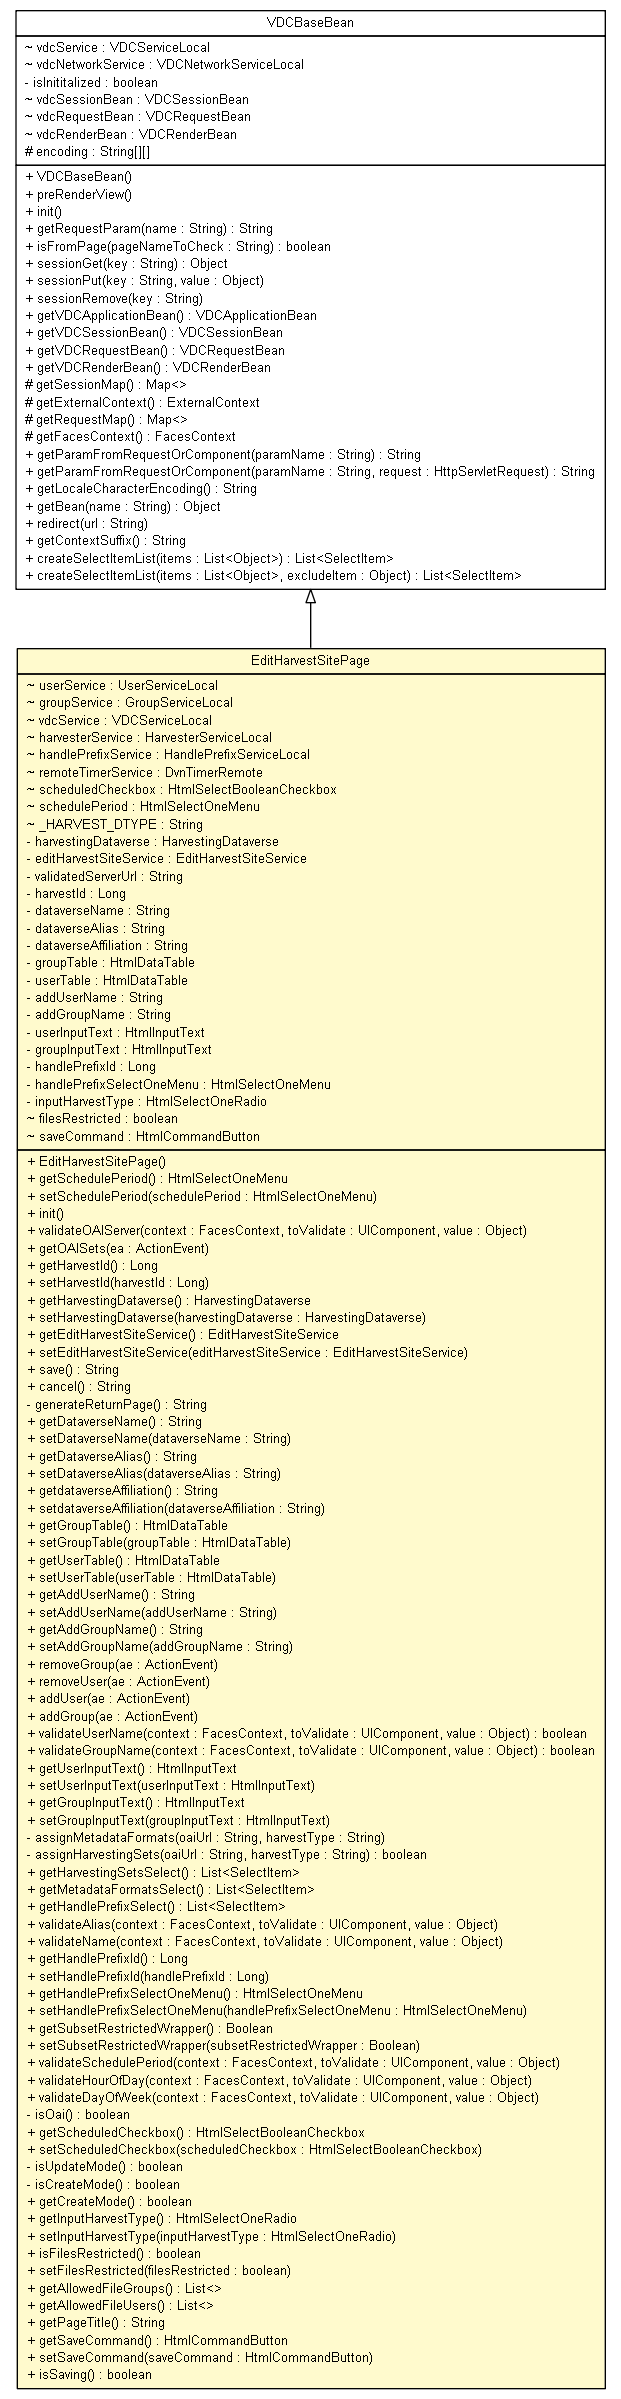 VDCBaseBean
~ vdcService : VDCServiceLocal
~ vdcNetworkService : VDCNetworkServiceLocal
- isInititalized : boolean
~ vdcSessionBean : VDCSessionBean
~ vdcRequestBean : VDCRequestBean
~ vdcRenderBean : VDCRenderBean
# encoding : String[][]
+ VDCBaseBean()
+ preRenderView()
+ init()
+ getRequestParam(name : String) : String
+ isFromPage(pageNameToCheck : String) : boolean
+ sessionGet(key : String) : Object
+ sessionPut(key : String, value : Object)
+ sessionRemove(key : String)
+ getVDCApplicationBean() : VDCApplicationBean
+ getVDCSessionBean() : VDCSessionBean
+ getVDCRequestBean() : VDCRequestBean
+ getVDCRenderBean() : VDCRenderBean
# getSessionMap() : Map<>
# getExternalContext() : ExternalContext
# getRequestMap() : Map<>
# getFacesContext() : FacesContext
+ getParamFromRequestOrComponent(paramName : String) : String
+ getParamFromRequestOrComponent(paramName : String, request : HttpServletRequest) : String
+ getLocaleCharacterEncoding() : String
+ getBean(name : String) : Object
+ redirect(url : String)
+ getContextSuffix() : String
+ createSelectItemList(items : List<Object>) : List<SelectItem>
+ createSelectItemList(items : List<Object>, excludeItem : Object) : List<SelectItem>
EditHarvestSitePage
~ userService : UserServiceLocal
~ groupService : GroupServiceLocal
~ vdcService : VDCServiceLocal
~ harvesterService : HarvesterServiceLocal
~ handlePrefixService : HandlePrefixServiceLocal
~ remoteTimerService : DvnTimerRemote
~ scheduledCheckbox : HtmlSelectBooleanCheckbox
~ schedulePeriod : HtmlSelectOneMenu
~ _HARVEST_DTYPE : String
- harvestingDataverse : HarvestingDataverse
- editHarvestSiteService : EditHarvestSiteService
- validatedServerUrl : String
- harvestId : Long
- dataverseName : String
- dataverseAlias : String
- dataverseAffiliation : String
- groupTable : HtmlDataTable
- userTable : HtmlDataTable
- addUserName : String
- addGroupName : String
- userInputText : HtmlInputText
- groupInputText : HtmlInputText
- handlePrefixId : Long
- handlePrefixSelectOneMenu : HtmlSelectOneMenu
- inputHarvestType : HtmlSelectOneRadio
~ filesRestricted : boolean
~ saveCommand : HtmlCommandButton
+ EditHarvestSitePage()
+ getSchedulePeriod() : HtmlSelectOneMenu
+ setSchedulePeriod(schedulePeriod : HtmlSelectOneMenu)
+ init()
+ validateOAIServer(context : FacesContext, toValidate : UIComponent, value : Object)
+ getOAISets(ea : ActionEvent)
+ getHarvestId() : Long
+ setHarvestId(harvestId : Long)
+ getHarvestingDataverse() : HarvestingDataverse
+ setHarvestingDataverse(harvestingDataverse : HarvestingDataverse)
+ getEditHarvestSiteService() : EditHarvestSiteService
+ setEditHarvestSiteService(editHarvestSiteService : EditHarvestSiteService)
+ save() : String
+ cancel() : String
- generateReturnPage() : String
+ getDataverseName() : String
+ setDataverseName(dataverseName : String)
+ getDataverseAlias() : String
+ setDataverseAlias(dataverseAlias : String)
+ getdataverseAffiliation() : String
+ setdataverseAffiliation(dataverseAffiliation : String)
+ getGroupTable() : HtmlDataTable
+ setGroupTable(groupTable : HtmlDataTable)
+ getUserTable() : HtmlDataTable
+ setUserTable(userTable : HtmlDataTable)
+ getAddUserName() : String
+ setAddUserName(addUserName : String)
+ getAddGroupName() : String
+ setAddGroupName(addGroupName : String)
+ removeGroup(ae : ActionEvent)
+ removeUser(ae : ActionEvent)
+ addUser(ae : ActionEvent)
+ addGroup(ae : ActionEvent)
+ validateUserName(context : FacesContext, toValidate : UIComponent, value : Object) : boolean
+ validateGroupName(context : FacesContext, toValidate : UIComponent, value : Object) : boolean
+ getUserInputText() : HtmlInputText
+ setUserInputText(userInputText : HtmlInputText)
+ getGroupInputText() : HtmlInputText
+ setGroupInputText(groupInputText : HtmlInputText)
- assignMetadataFormats(oaiUrl : String, harvestType : String)
- assignHarvestingSets(oaiUrl : String, harvestType : String) : boolean
+ getHarvestingSetsSelect() : List<SelectItem>
+ getMetadataFormatsSelect() : List<SelectItem>
+ getHandlePrefixSelect() : List<SelectItem>
+ validateAlias(context : FacesContext, toValidate : UIComponent, value : Object)
+ validateName(context : FacesContext, toValidate : UIComponent, value : Object)
+ getHandlePrefixId() : Long
+ setHandlePrefixId(handlePrefixId : Long)
+ getHandlePrefixSelectOneMenu() : HtmlSelectOneMenu
+ setHandlePrefixSelectOneMenu(handlePrefixSelectOneMenu : HtmlSelectOneMenu)
+ getSubsetRestrictedWrapper() : Boolean
+ setSubsetRestrictedWrapper(subsetRestrictedWrapper : Boolean)
+ validateSchedulePeriod(context : FacesContext, toValidate : UIComponent, value : Object)
+ validateHourOfDay(context : FacesContext, toValidate : UIComponent, value : Object)
+ validateDayOfWeek(context : FacesContext, toValidate : UIComponent, value : Object)
- isOai() : boolean
+ getScheduledCheckbox() : HtmlSelectBooleanCheckbox
+ setScheduledCheckbox(scheduledCheckbox : HtmlSelectBooleanCheckbox)
- isUpdateMode() : boolean
- isCreateMode() : boolean
+ getCreateMode() : boolean
+ getInputHarvestType() : HtmlSelectOneRadio
+ setInputHarvestType(inputHarvestType : HtmlSelectOneRadio)
+ isFilesRestricted() : boolean
+ setFilesRestricted(filesRestricted : boolean)
+ getAllowedFileGroups() : List<>
+ getAllowedFileUsers() : List<>
+ getPageTitle() : String
+ getSaveCommand() : HtmlCommandButton
+ setSaveCommand(saveCommand : HtmlCommandButton)
+ isSaving() : boolean